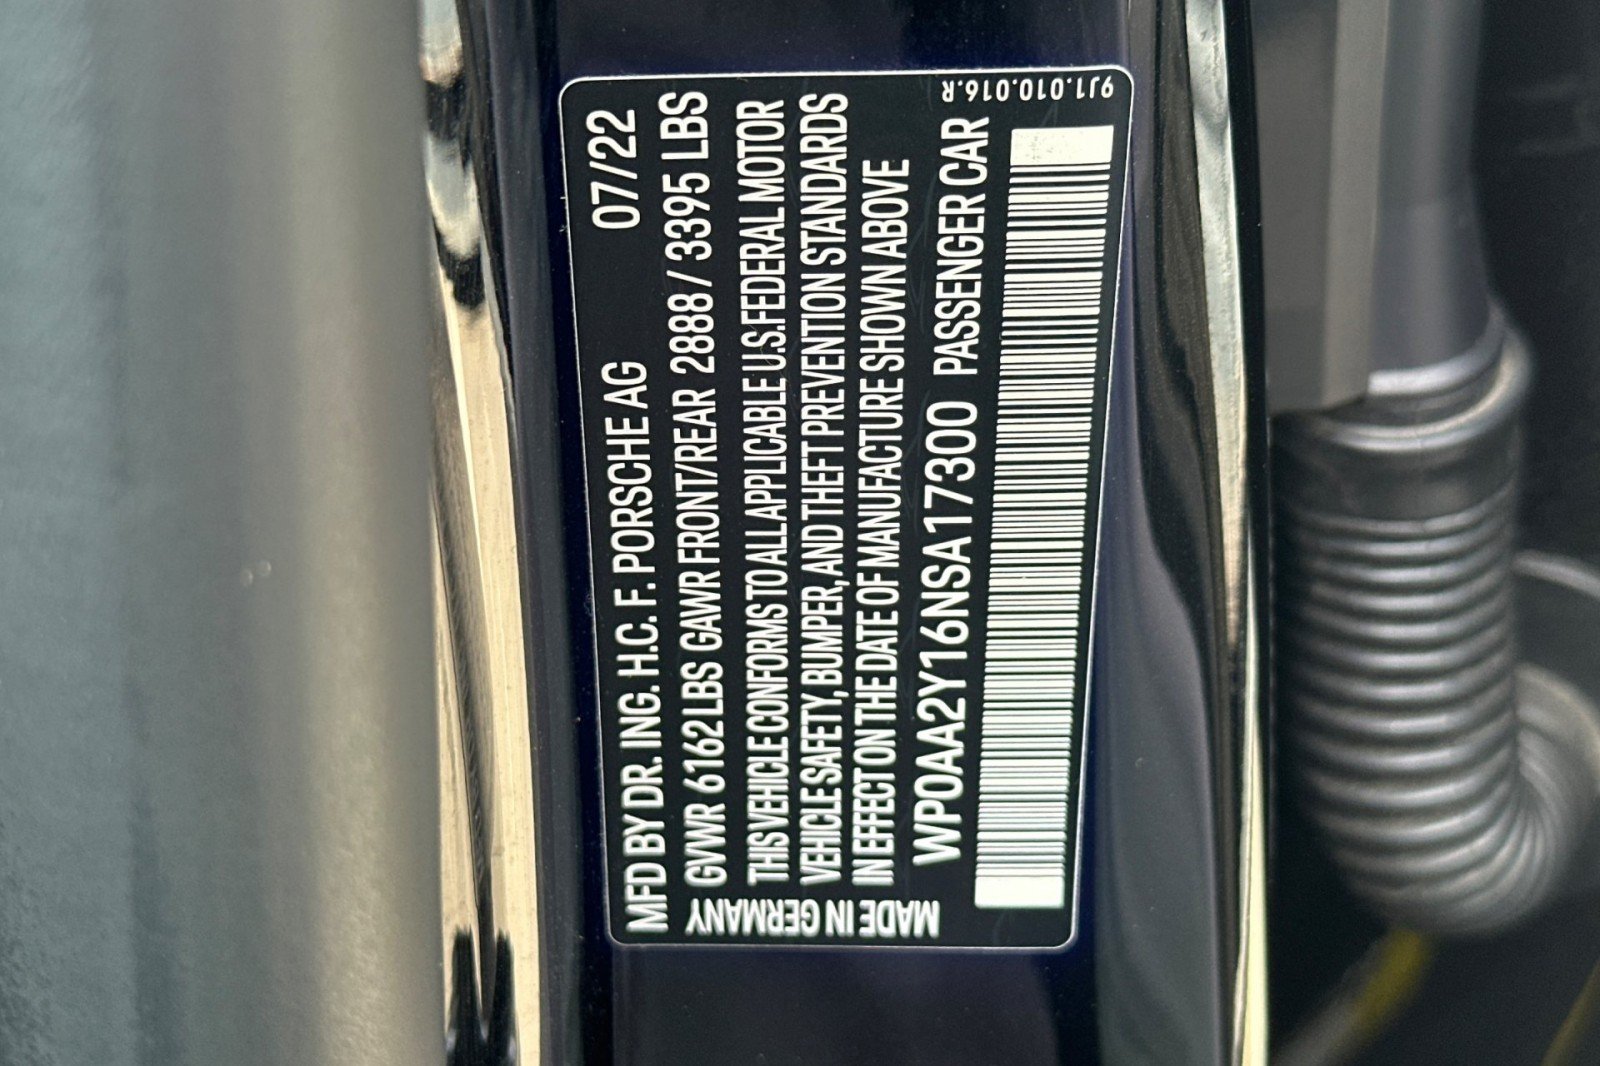 MFD BY DR. ING. H.C. F. PORSCHE AG 07/22
GVWR 6162 LBS GAWR FRONT/REAR 2888 / 3395 LBS
THIS VEHICLE CONFORMS TO ALL APPLICABLE U.S. FEDERAL MOTOR
VEHICLE SAFETY, BUMPER, AND THEFT PREVENTION STANDARDS
IN EFFECT ON THE DATE OF MANUFACTURE SHOWN ABOVE
WP0AA2Y16NSA17300 PASSENGER CAR
MADE IN GERMANY
9J1.010.016.R